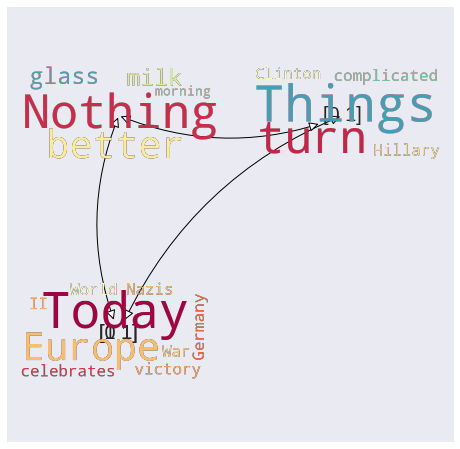 glass milk Clinton complicated
morning
Nothing Things
[0 1]
better turn
Hillary
World Nazis
II Today
[0 1]
Europe War Germany
celebrates victory